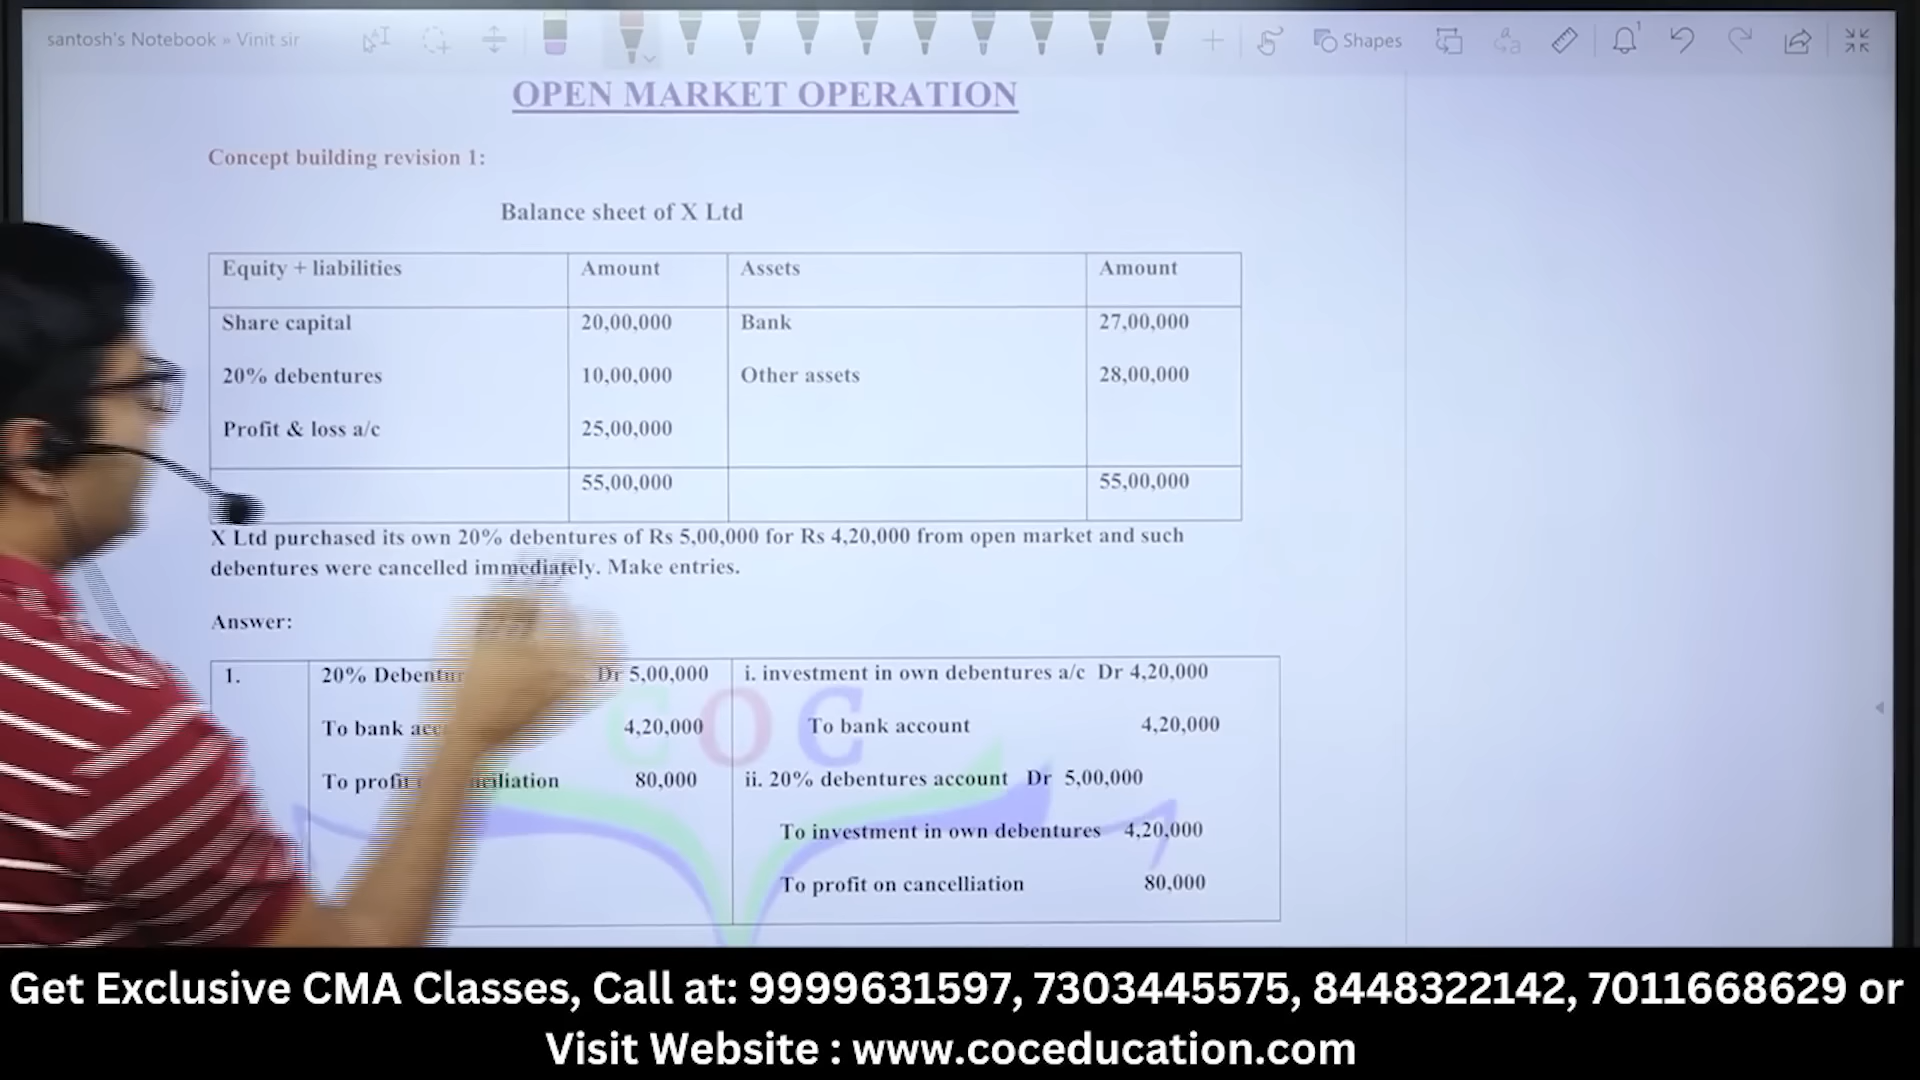 santosh's Notebook » Vinit sir
Shapes
OPEN MARKET OPERATION
Concept building revision 1:
Balance sheet of X Ltd
Equity + liabilities Amount Assets Amount
Share capital 20,00,000 Bank 27,00,000
20% debentures 10,00,000 Other assets 28,00,000
Profit & loss a/c 25,00,000
55,00,000 55,00,000
X Ltd purchased its own 20% debentures of Rs 5,00,000 for Rs 4,20,000 from open market and such
debentures were cancelled immediately. Make entries.
Answer:
1. 20% Dr 5,00,000 i. investment in own debentures a/c Dr 4,20,000
To bank 4,20,000 To bank account 4,20,000
To 80,000 ii. 20% debentures account Dr 5,00,000
To investment in own debentures 4,20,000
To profit on cancelliation 80,000
COC
Get Exclusive CMA Classes, Call at: 9999631597, 7303445575, 8448322142, 7011668629 or
Visit Website : www.coceducation.com